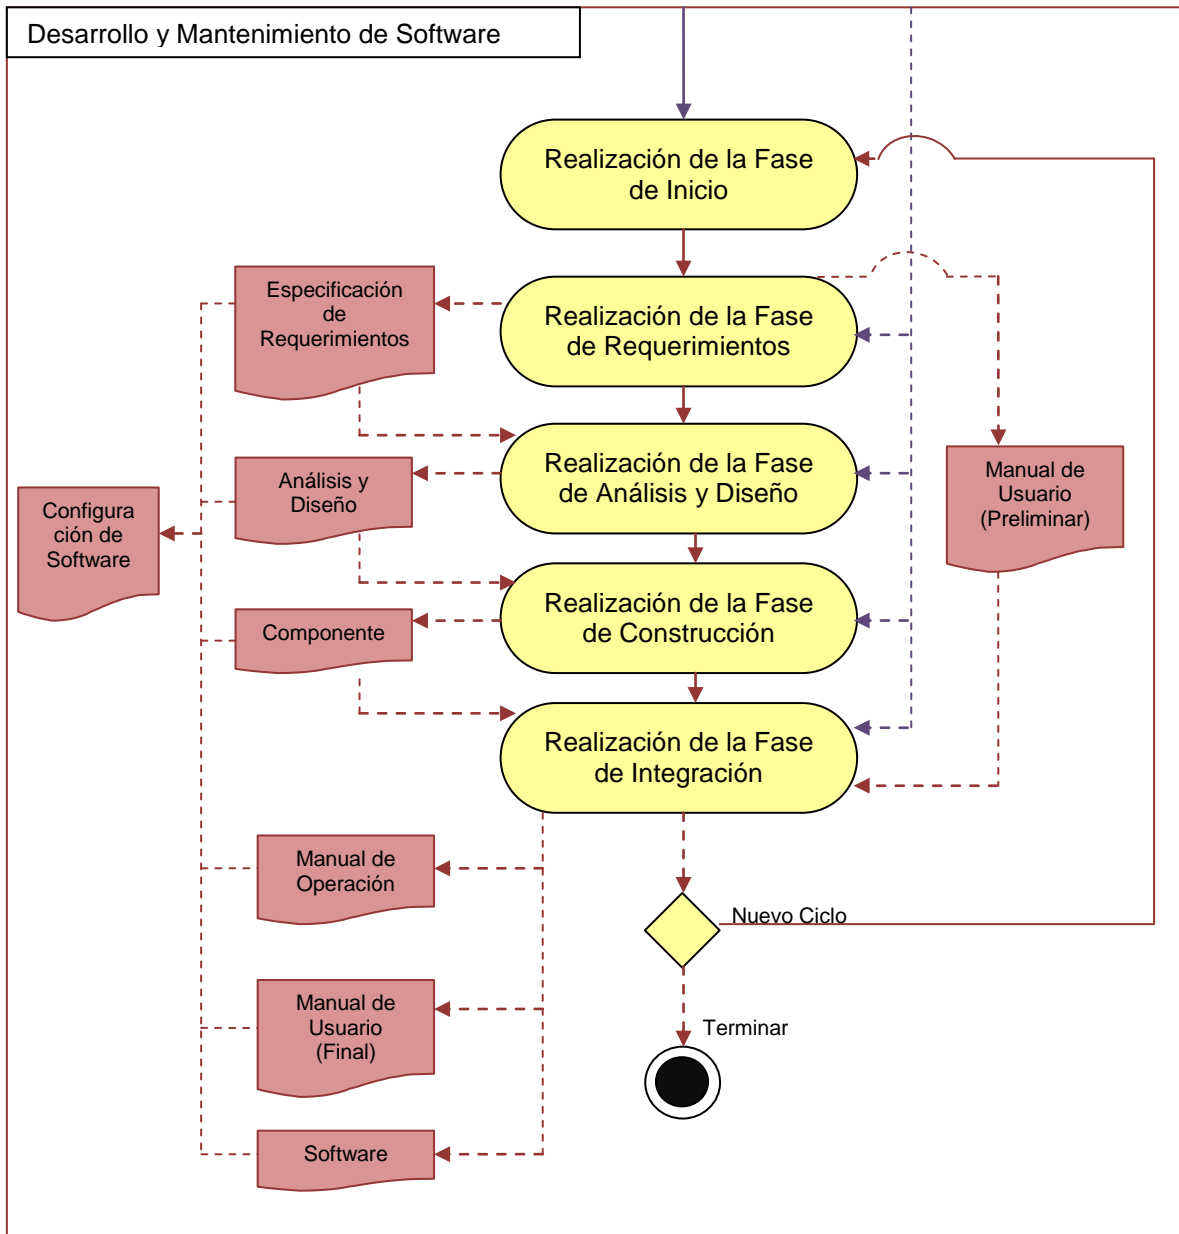 Desarrollo y Mantenimiento de Software
Realización de la Fase
de Inicio
Especificación
de
Requerimientos
Realización de la Fase
de Requerimientos
Análisis y
Diseño
Realización de la Fase
de Análisis y Diseño
Manual de
Usuario
(Preliminar)
Configura
ción de
Software
Componente
Realización de la Fase
de Construcción
Realización de la Fase
de Integración
Manual de
Operación
Nuevo Ciclo
Manual de
Usuario
(Final)
Terminar
Software